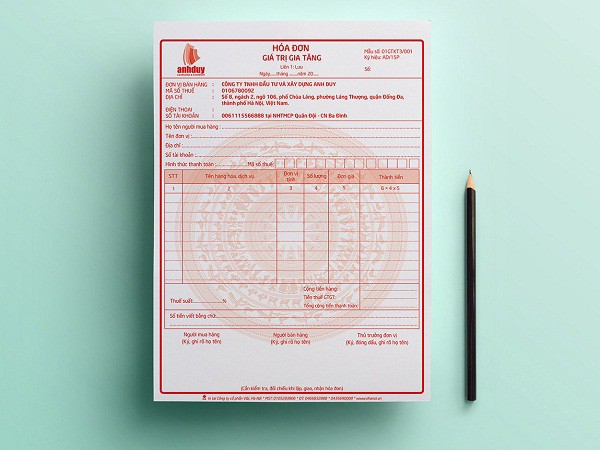 anhduy
HÓA ĐƠN
GIÁ TRỊ GIA TĂNG
Liên 1: Lưu
Ngày.....tháng .......năm 20.....
Mẫu số: 01GTKT3/001
Ký hiệu: AD/15P
Số:
ĐƠN VỊ BÁN HÀNG : CÔNG TY TNHH ĐẦU TƯ VÀ XÂY DỰNG ANH DUY
MÃ SỐ THUẾ : 0106780092
ĐỊA CHỈ : Số 8, ngách 2, ngõ 106, phố Chùa Láng, phường Láng Thượng, quận Đống Đa,
thành phố Hà Nội, Việt Nam.
ĐIỆN THOẠI :
SỐ TÀI KHOẢN : 0061115566888 tại NHTMCP Quân Đội - CN Ba Đình
Họ tên người mua hàng :
Tên đơn vị :
Địa chỉ :
Số tài khoản :
Hình thức thanh toán : Mã số thuế:
STT Tên hàng hóa, dịch vụ Đơn vị tính Số lượng Đơn giá Thành tiền
1 2 3 4 5 6 = 4 x 5
Cộng tiền hàng:
Thuế suất:..............% Tiền thuế GTGT:
Tổng cộng tiền thanh toán:
Số tiền viết bằng chữ:
Người mua hàng Người bán hàng Thủ trưởng đơn vị
(Ký, ghi rõ họ tên) (Ký, ghi rõ họ tên) (Ký, đóng dấu, ghi rõ họ tên)
(Cần kiểm tra, đối chiếu khi lập, giao, nhận hóa đơn)